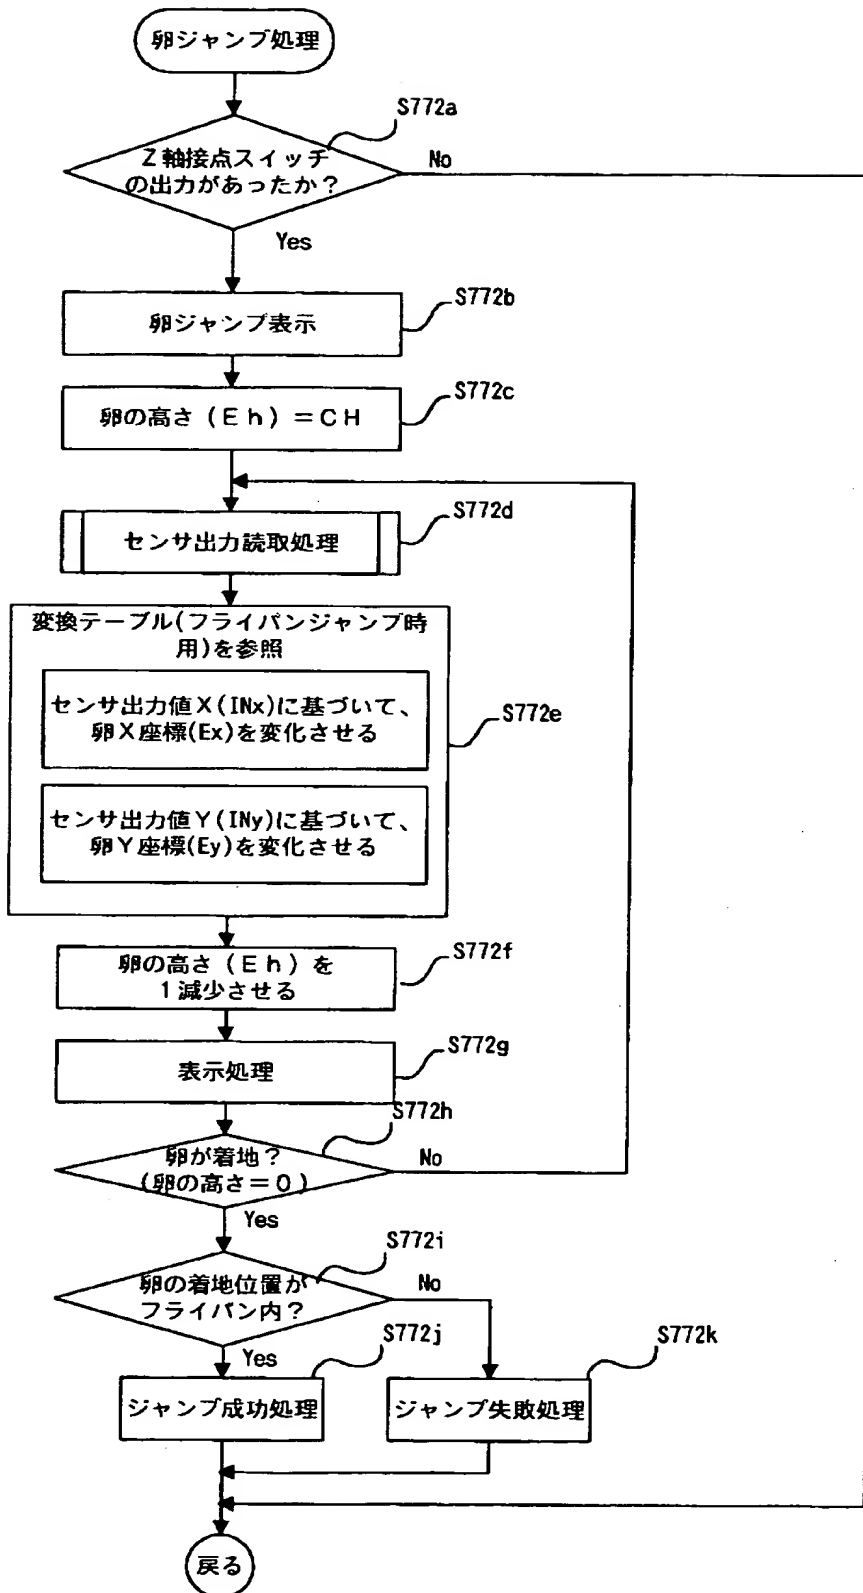 卵ジャンプ処理
S772a
Z軸接点スイッチ
の出力があったか？
No
Yes
S772b
卵ジャンプ表示
S772c
卵の高さ（Ｅｈ）＝ＣＨ
S772d
センサ出力読取処理
変換テーブル(フライパンジャンプ時
用)を参照
センサ出力値Ｘ(INx)に基づいて、
卵Ｘ座標(Ex)を変化させる
S772e
センサ出力値Ｙ(INy)に基づいて、
卵Ｙ座標(Ey)を変化させる
S772f
卵の高さ（Ｅｈ）を
１減少させる
S772g
表示処理
S772h
卵が着地？
(卵の高さ＝０)
No
Yes
S772i
卵の着地位置が
フライパン内？
No
Yes
S772j
S772k
ジャンプ成功処理
ジャンプ失敗処理
戻る